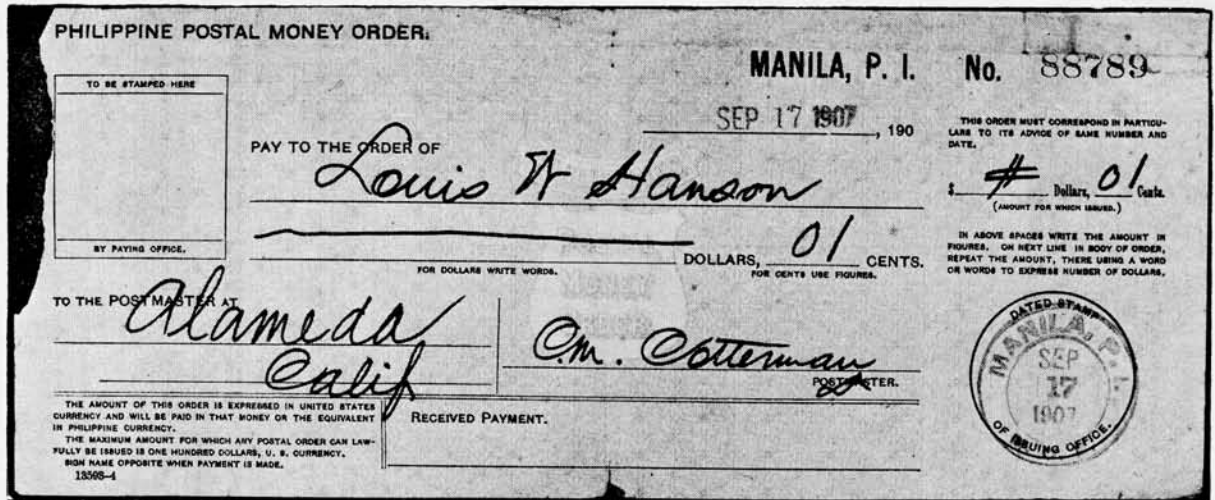 PHILIPPINE POSTAL MONEY ORDER.
MANILA, P. I.
No. 88789
TO BE STAMPED HERE
BY PAYING OFFICE.
SEP 17 1907, 190
PAY TO THE ORDER OF
Louis W Hanson
DOLLARS, 01 CENTS.
FOR DOLLARS WRITE WORDS.
FOR CENTS USE FIGURES.
TO THE POSTMASTER AT
Alameda
Calif
C.M. Cotterman
POSTMASTER.
THIS ORDER MUST CORRESPOND IN PARTICU-
LARS TO ITS ADVICE OF SAME NUMBER AND
DATE.
$ # Dollars, 01 Cents.
(AMOUNT FOR WHICH ISSUED.)
IN ABOVE SPACES WRITE THE AMOUNT IN
FIGURES. ON NEXT LINE IN BODY OF ORDER,
REPEAT THE AMOUNT, THERE USING A WORD
OR WORDS TO EXPRESS NUMBER OF DOLLARS.
DATED STAMP
MANILA, P. I.
SEP
17
1907
OF ISSUING OFFICE.
THE AMOUNT OF THIS ORDER IS EXPRESSED IN UNITED STATES
CURRENCY AND WILL BE PAID IN THAT MONEY OR THE EQUIVALENT
IN PHILIPPINE CURRENCY.
THE MAXIMUM AMOUNT FOR WHICH ANY POSTAL ORDER CAN LAW-
FULLY BE ISSUED IS ONE HUNDRED DOLLARS, U. S. CURRENCY.
SIGN NAME OPPOSITE WHEN PAYMENT IS MADE.
13598-4
RECEIVED PAYMENT.